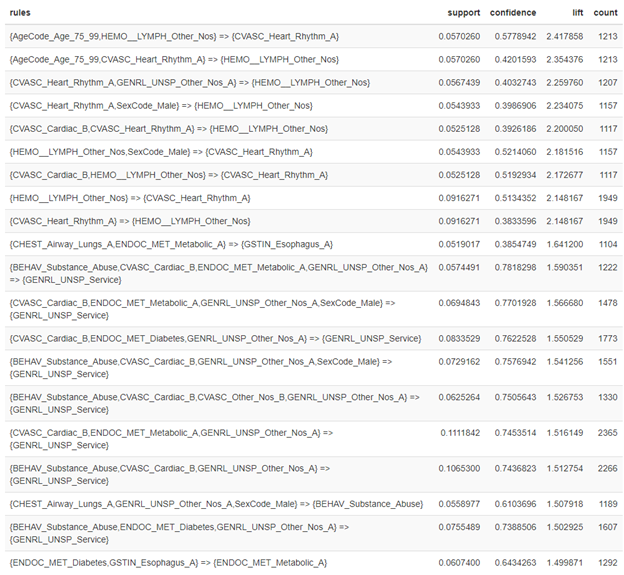 rules support confidence lift count
{AgeCode_Age_75_99,HEMO__LYMPH_Other_Nos} => {CVASC_Heart_Rhythm_A} 0.0570260 0.5778942 2.417858 1213
{AgeCode_Age_75_99,CVASC_Heart_Rhythm_A} => {HEMO__LYMPH_Other_Nos} 0.0570260 0.4201593 2.354376 1213
{CVASC_Heart_Rhythm_A,GENRL_UNSP_Other_Nos_A} => {HEMO__LYMPH_Other_Nos} 0.0567439 0.4032743 2.259760 1207
{CVASC_Heart_Rhythm_A,SexCode_Male} => {HEMO__LYMPH_Other_Nos} 0.0543933 0.3986906 2.234075 1157
{CVASC_Cardiac_B,CVASC_Heart_Rhythm_A} => {HEMO__LYMPH_Other_Nos} 0.0525128 0.3926186 2.200050 1117
{HEMO__LYMPH_Other_Nos,SexCode_Male} => {CVASC_Heart_Rhythm_A} 0.0543933 0.5214060 2.181516 1157
{CVASC_Cardiac_B,HEMO__LYMPH_Other_Nos} => {CVASC_Heart_Rhythm_A} 0.0525128 0.5192934 2.172677 1117
{HEMO__LYMPH_Other_Nos} => {CVASC_Heart_Rhythm_A} 0.0916271 0.5134352 2.148167 1949
{CVASC_Heart_Rhythm_A} => {HEMO__LYMPH_Other_Nos} 0.0916271 0.3833596 2.148167 1949
{CHEST_Airway_Lungs_A,ENDOC_MET_Metabolic_A} => {GSTIN_Esophagus_A} 0.0519017 0.3854749 1.641200 1104
{BEHAV_Substance_Abuse,CVASC_Cardiac_B,ENDOC_MET_Metabolic_A,GENRL_UNSP_Other_Nos_A} 0.0574491 0.7818298 1.590351 1222
=> {GENRL_UNSP_Service}
{CVASC_Cardiac_B,ENDOC_MET_Metabolic_A,GENRL_UNSP_Other_Nos_A,SexCode_Male} => 0.0694843 0.7701928 1.566680 1478
{GENRL_UNSP_Service}
{CVASC_Cardiac_B,ENDOC_MET_Diabetes,GENRL_UNSP_Other_Nos_A} => {GENRL_UNSP_Service} 0.0833529 0.7622528 1.550529 1773
{BEHAV_Substance_Abuse,CVASC_Cardiac_B,GENRL_UNSP_Other_Nos_A,SexCode_Male} => 0.0729162 0.7576942 1.541256 1551
{GENRL_UNSP_Service}
{BEHAV_Substance_Abuse,CVASC_Cardiac_B,CVASC_Other_Nos_B,GENRL_UNSP_Other_Nos_A} => 0.0625264 0.7505643 1.526753 1330
{GENRL_UNSP_Service}
{CVASC_Cardiac_B,ENDOC_MET_Metabolic_A,GENRL_UNSP_Other_Nos_A} => 0.1111842 0.7453514 1.516149 2365
{GENRL_UNSP_Service}
{BEHAV_Substance_Abuse,CVASC_Cardiac_B,GENRL_UNSP_Other_Nos_A} => 0.1065300 0.7436823 1.512754 2266
{GENRL_UNSP_Service}
{CHEST_Airway_Lungs_A,GENRL_UNSP_Other_Nos_A,SexCode_Male} => {BEHAV_Substance_Abuse} 0.0558977 0.6103696 1.507918 1189
{BEHAV_Substance_Abuse,ENDOC_MET_Diabetes,GENRL_UNSP_Other_Nos_A} => 0.0755489 0.7388506 1.502925 1607
{GENRL_UNSP_Service}
{ENDOC_MET_Diabetes,GSTIN_Esophagus_A} => {ENDOC_MET_Metabolic_A} 0.0607400 0.6434263 1.499871 1292